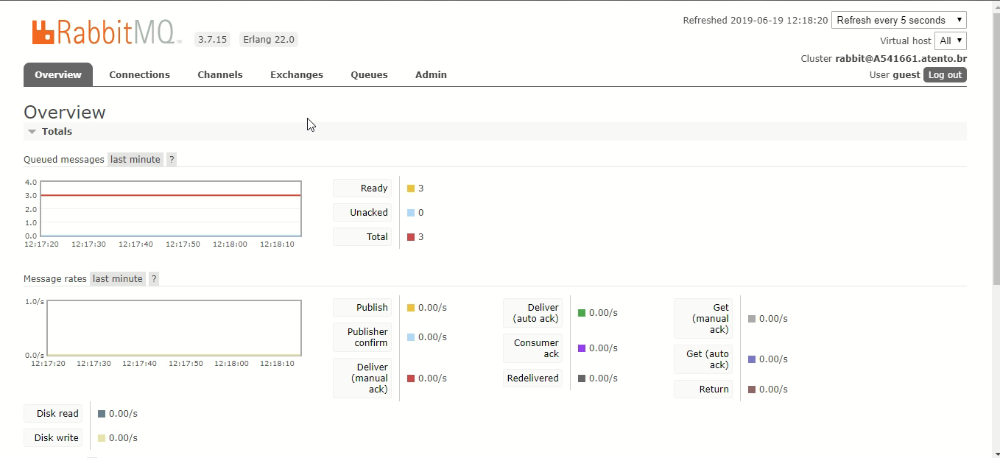 RabbitMQ TM 3.7.15 Erlang 22.0
Refreshed 2019-06-19 12:18:20 Refresh every 5 seconds
Virtual host All
Cluster rabbit@A541661.atento.br
User guest Log out
Overview Connections Channels Exchanges Queues Admin
Overview
Totals
Queued messages last minute ?
4.0
3.0
2.0
1.0
0.0
12:17:20 12:17:30 12:17:40 12:17:50 12:18:00 12:18:10
Ready 3
Unacked 0
Total 3
Message rates last minute ?
1.0/s
0.0/s
12:17:20 12:17:30 12:17:40 12:17:50 12:18:00 12:18:10
Publish 0.00/s
Publisher
confirm 0.00/s
Deliver
(manual
ack) 0.00/s
Deliver
(auto ack) 0.00/s
Consumer
ack 0.00/s
Redelivered 0.00/s
Get
(manual
ack) 0.00/s
Get (auto
ack) 0.00/s
Return 0.00/s
Disk read 0.00/s
Disk write 0.00/s